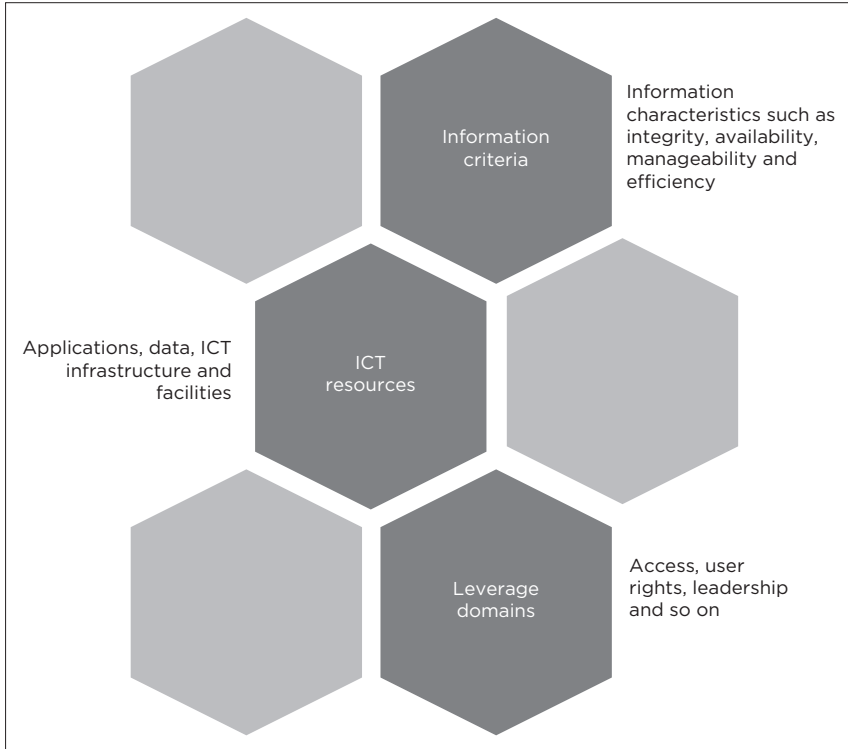 Information
criteria
Information
characteristics such as
integrity, availability,
manageability and
efficiency
Applications, data, ICT
infrastructure and
facilities
ICT
resources
Leverage
domains
Access, user
rights, leadership
and so on